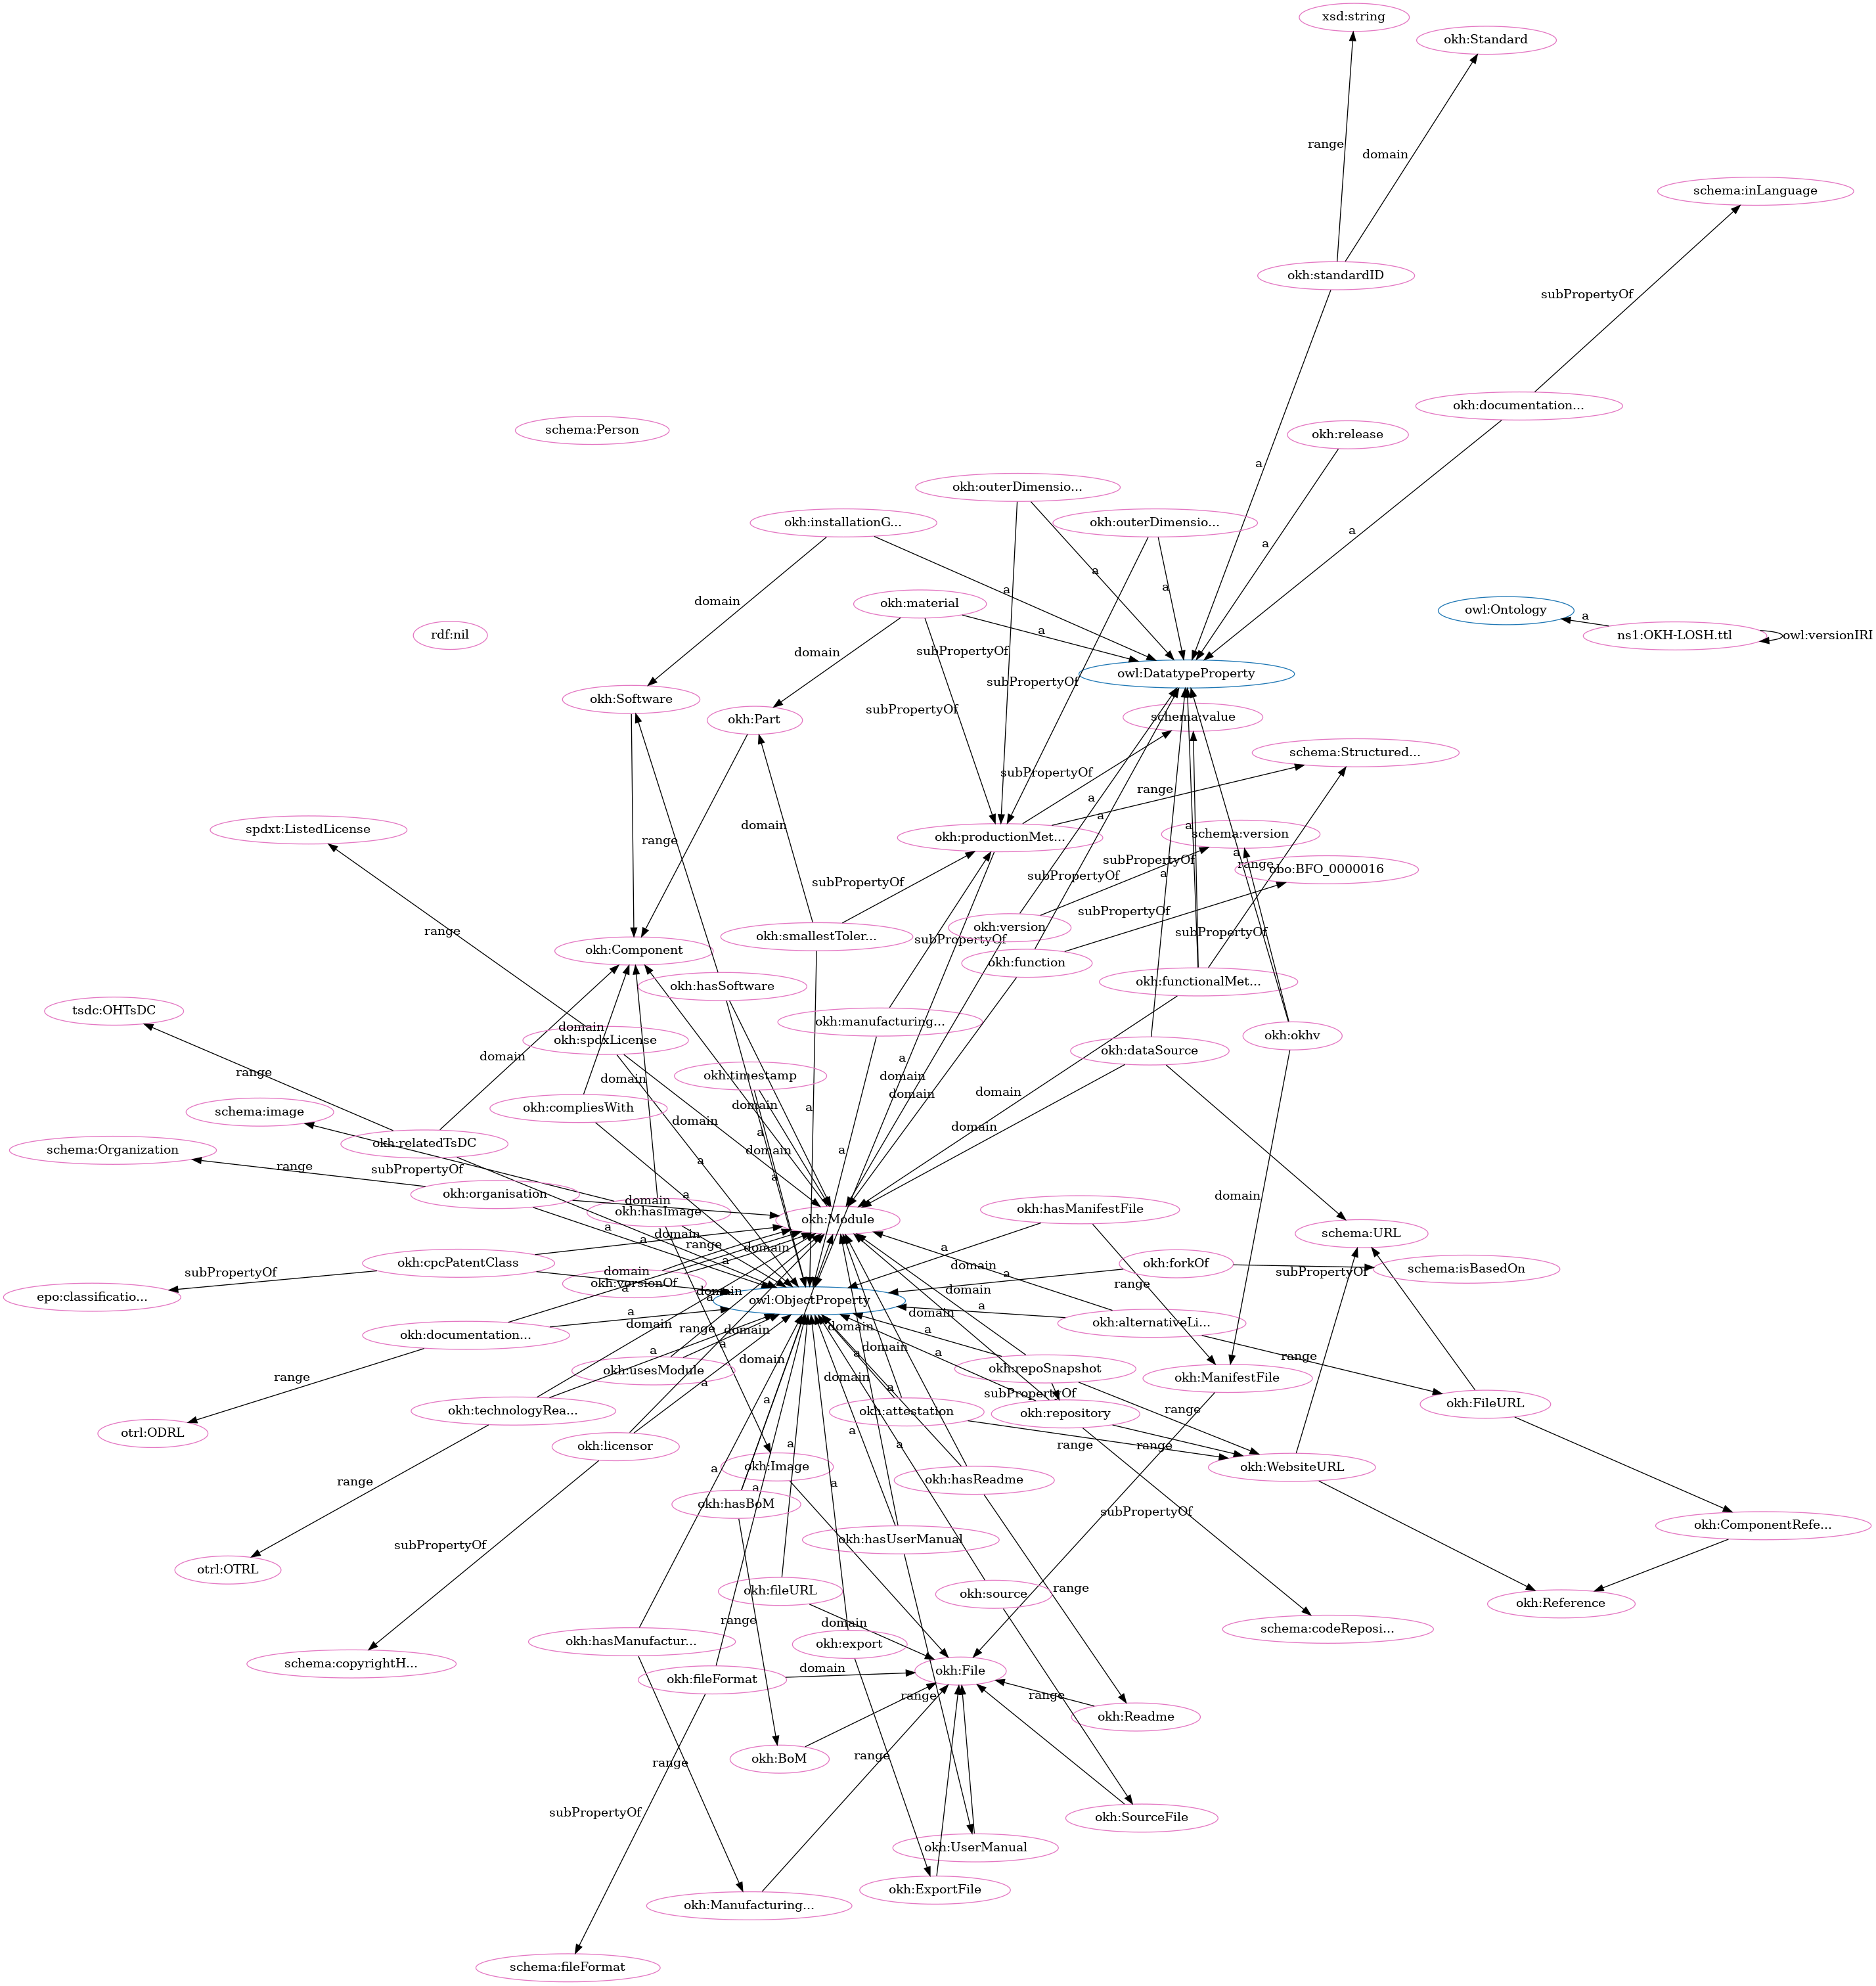 xsd:string
okh:Standard
range
domain
schema:inLanguage
okh:standardID
subPropertyOf
okh:documentation...
schema:Person
okh:release
a
okh:outerDimensio...
okh:installationG...
okh:outerDimensio...
a
a
a
a
a
domain
okh:material
owl:Ontology
a
rdf:nil
a
ns1:OKH-LOSH.ttl
owl:versionIRI
domain
subPropertyOf
owl:DatatypeProperty
subPropertyOf
okh:Software
subPropertyOf
okh:Part
schema:value
schema:Structured...
subPropertyOf
range
a
a
spdxt:ListedLicense
domain
a
okh:productionMet...
schema:version
range
a
subPropertyOf
range
obo:BFO_0000016
subPropertyOf
subPropertyOf
a
range
subPropertyOf
okh:smallestToler...
okh:version
subPropertyOf
subPropertyOf
okh:Component
okh:function
okh:hasSoftware
okh:functionalMet...
tsdc:OHTsDC
domain
okh:manufacturing...
okh:okhv
okh:spdxLicense
okh:dataSource
domain
a
range
domain
okh:timestamp
domain
domain
domain
schema:image
okh:compliesWith
domain
a
domain
a
domain
okh:relatedTsDC
domain
a
schema:Organization
range
subPropertyOf
a
a
okh:organisation
a
domain
domain
okh:hasImage
okh:Module
okh:hasManifestFile
schema:URL
a
domain
range
domain
a
okh:cpcPatentClass
a
domain
okh:forkOf
schema:isBasedOn
subPropertyOf
domain
okh:versionOf
a
range
subPropertyOf
epo:classificatio...
a
domain
a
owl:ObjectProperty
domain
a
domain
okh:documentation...
a
domain
range
domain
domain
a
okh:alternativeLi...
a
domain
a
domain
a
a
range
range
okh:usesModule
a
domain
okh:repoSnapshot
okh:ManifestFile
a
a
subPropertyOf
okh:FileURL
otrl:ODRL
okh:technologyRea...
a
okh:attestation
okh:repository
range
okh:licensor
a
a
a
range
range
okh:Image
okh:WebsiteURL
range
a
a
a
okh:hasReadme
okh:hasBoM
subPropertyOf
okh:ComponentRefe...
subPropertyOf
okh:hasUserManual
otrl:OTRL
okh:fileURL
range
okh:source
okh:Reference
range
domain
schema:codeReposi...
okh:hasManufactur...
okh:export
schema:copyrightH...
domain
okh:File
okh:fileFormat
range
range
okh:Readme
range
range
okh:BoM
subPropertyOf
okh:SourceFile
okh:UserManual
okh:ExportFile
okh:Manufacturing...
schema:fileFormat